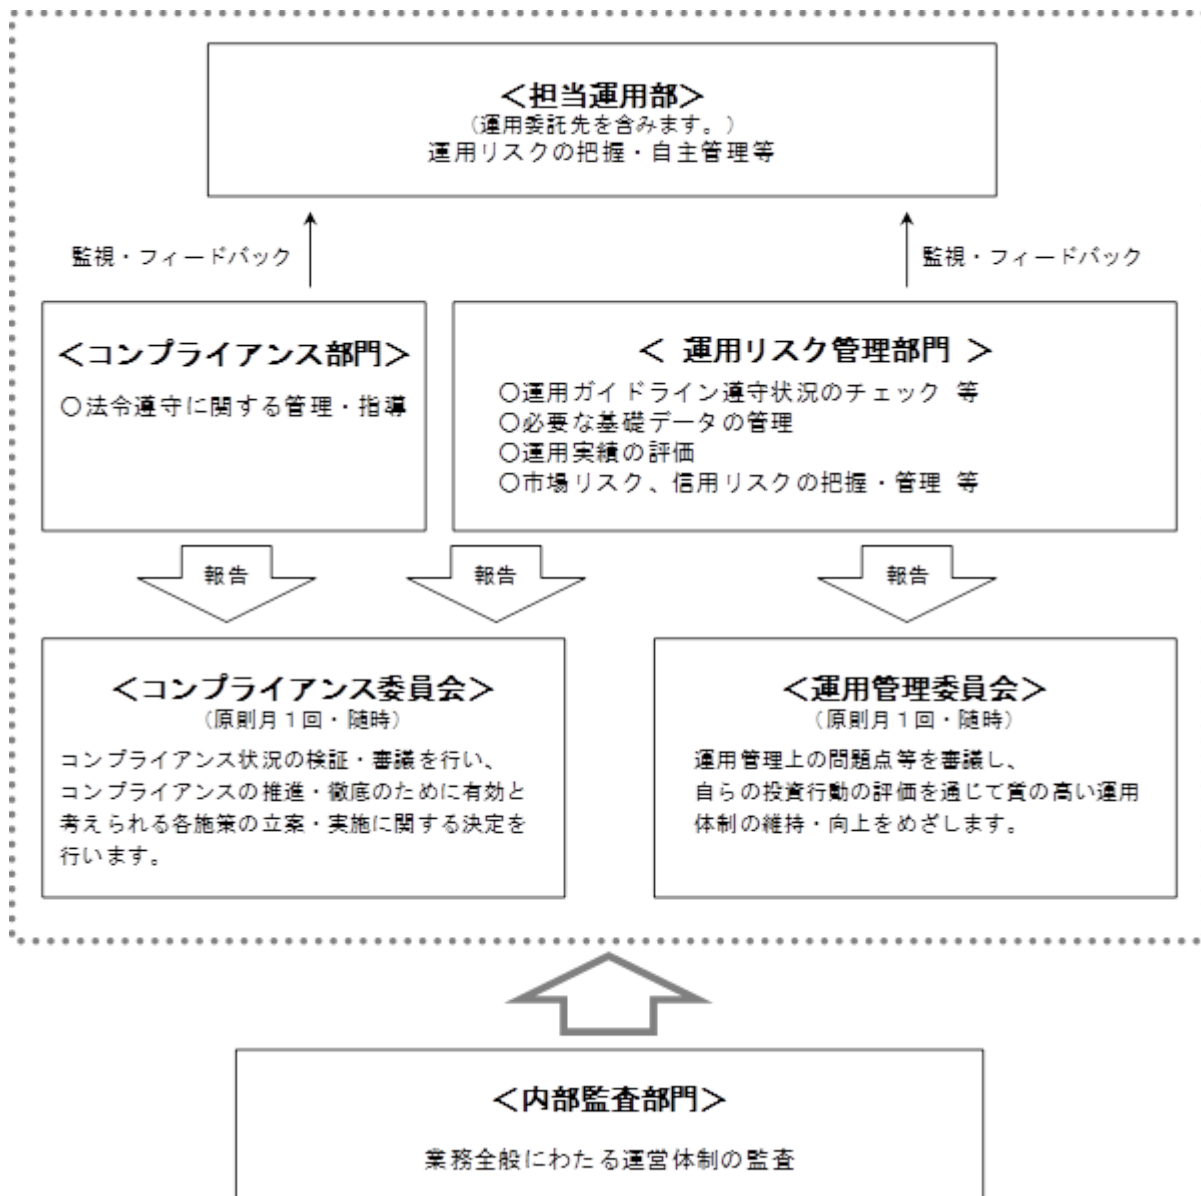 ＜担当運用部＞
（運用委託先を含みます。）
運用リスクの把握・自主管理等
監視・フィードバック
監視・フィードバック
＜コンプライアンス部門＞
○法令遵守に関する管理・指導
＜ 運用リスク管理部門 ＞
○運用ガイドライン遵守状況のチェック 等
○必要な基礎データの管理
○運用実績の評価
○市場リスク、信用リスクの把握・管理 等
報告
報告
報告
＜コンプライアンス委員会＞
（原則月１回・随時）
コンプライアンス状況の検証・審議を行い、
コンプライアンスの推進・徹底のために有効と
考えられる各施策の立案・実施に関する決定を
行います。
＜運用管理委員会＞
（原則月１回・随時）
運用管理上の問題点等を審議し、
自らの投資行動の評価を通じて質の高い運用
体制の維持・向上をめざします。
＜内部監査部門＞
業務全般にわたる運営体制の監査